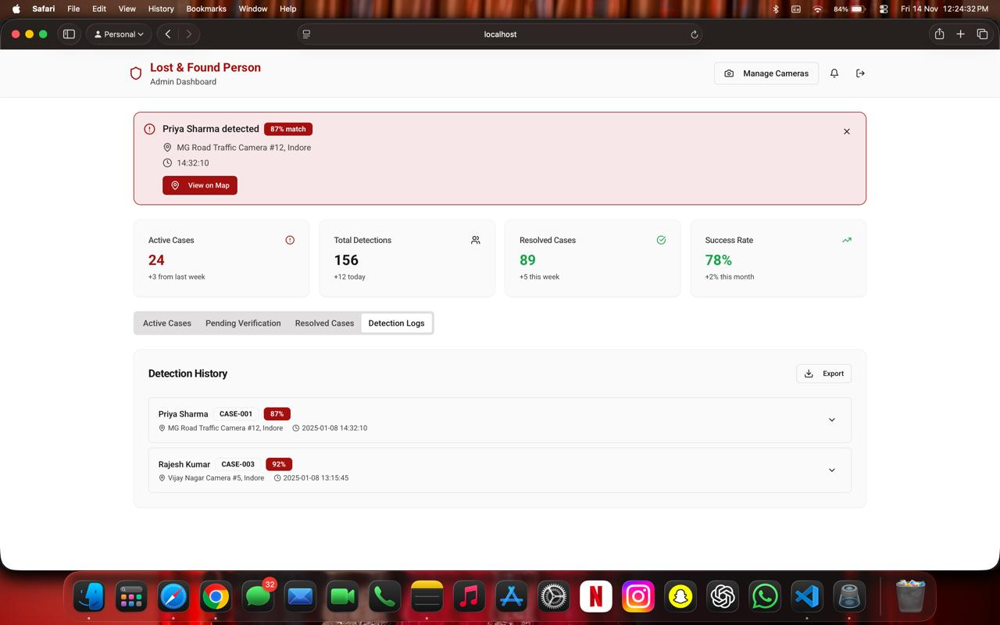 Safari File Edit View History Bookmarks Window Help 84% Fri 14 Nov 12:24:32 PM
Personal localhost
Lost & Found Person
Admin Dashboard
Manage Cameras
Priya Sharma detected 87% match
MG Road Traffic Camera #12, Indore
14:32:10
View on Map
Active Cases
24
+3 from last week
Total Detections
156
+12 today
Resolved Cases
89
+5 this week
Success Rate
78%
+2% this month
Active Cases Pending Verification Resolved Cases Detection Logs
Detection History Export
Priya Sharma CASE-001 87%
MG Road Traffic Camera #12, Indore 2025-01-08 14:32:10
Rajesh Kumar CASE-003 92%
Vijay Nagar Camera #5, Indore 2025-01-08 13:15:45
32
N